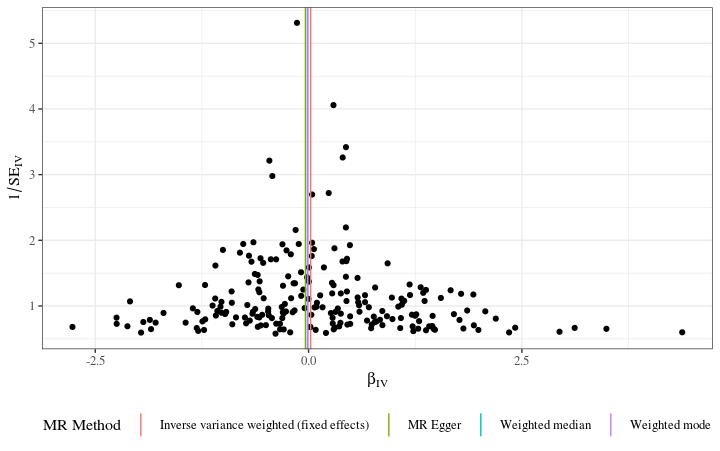 5
4
3
2
1
1/SE_IV
-2.5
0.0
2.5
β_IV
MR Method
Inverse variance weighted (fixed effects)
MR Egger
Weighted median
Weighted mode